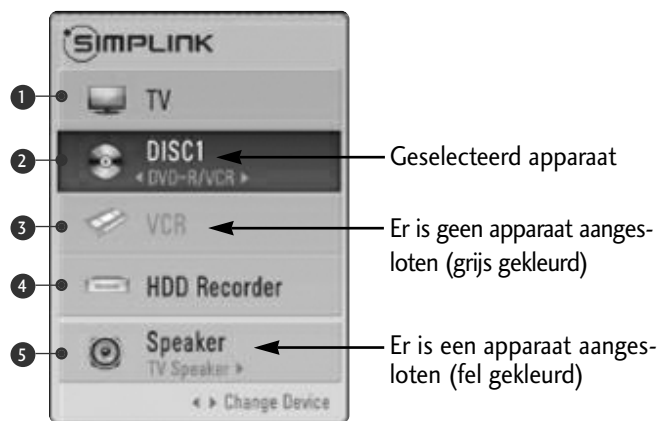 SIMPLINK
1 TV
2 DISC1
◀ DVD-R/VCR ▶
Geselecteerd apparaat
3 VCR
Er is geen apparaat aanges-
loten (grijs gekleurd)
4 HDD Recorder
5 Speaker
TV Speaker ▶
Er is een apparaat aanges-
loten (fel gekleurd)
◀ ▶ Change Device